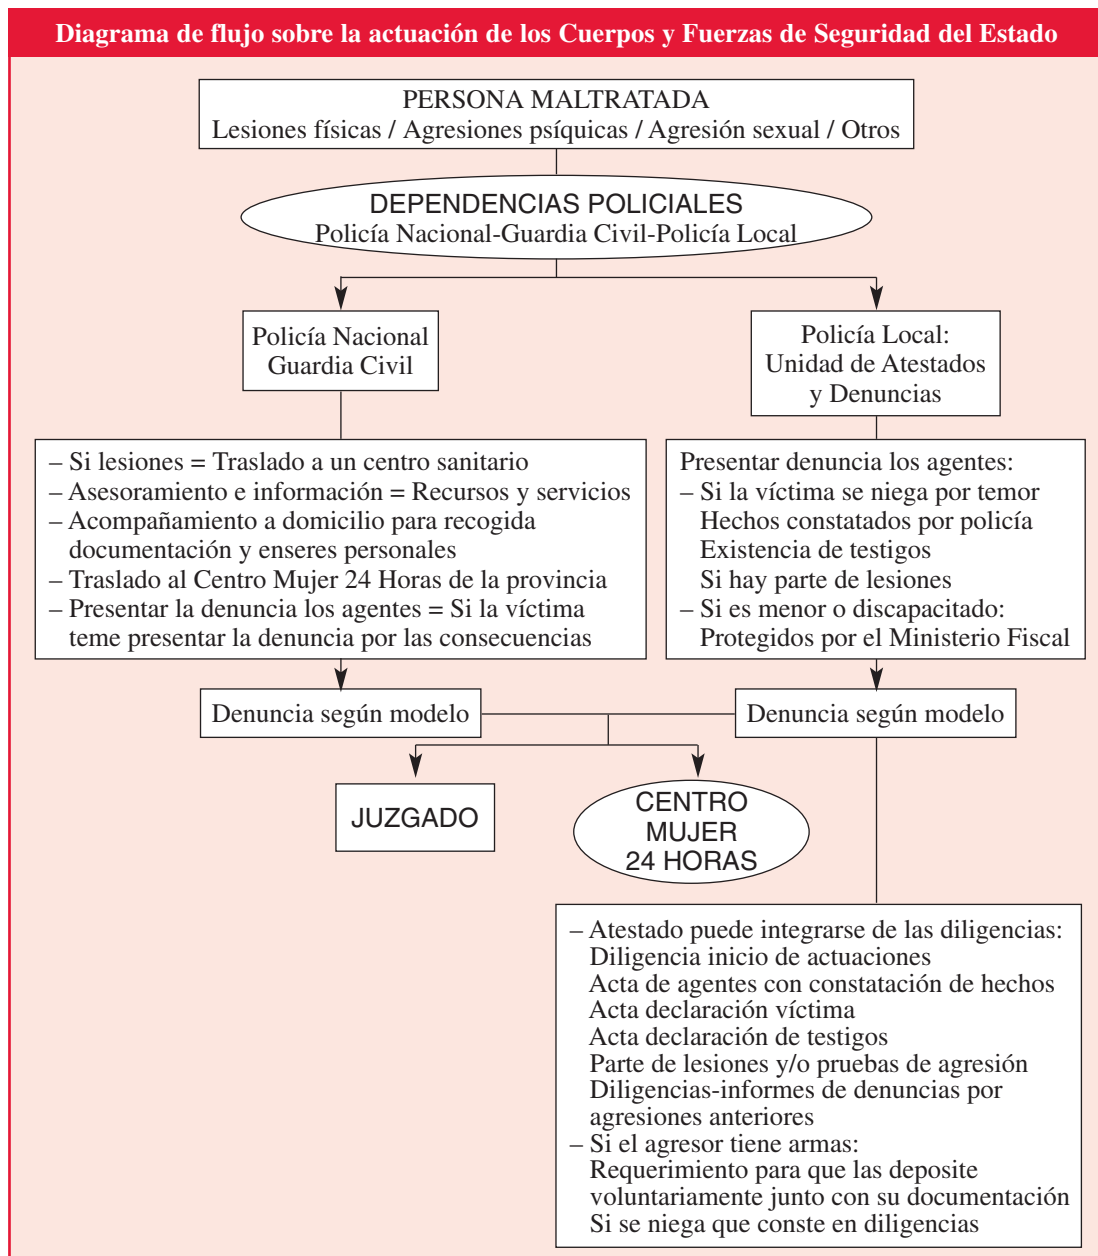 Diagrama de flujo sobre la actuación de los Cuerpos y Fuerzas de Seguridad del Estado
PERSONA MALTRATADA
Lesiones físicas / Agresiones psíquicas / Agresión sexual / Otros
DEPENDENCIAS POLICIALES
Policía Nacional-Guardia Civil-Policía Local
Policía Nacional
Guardia Civil
Policía Local:
Unidad de Atestados
y Denuncias
– Si lesiones = Traslado a un centro sanitario
– Asesoramiento e información = Recursos y servicios
– Acompañamiento a domicilio para recogida
documentación y enseres personales
– Traslado al Centro Mujer 24 Horas de la provincia
– Presentar la denuncia los agentes = Si la víctima
teme presentar la denuncia por las consecuencias
Presentar denuncia los agentes:
– Si la víctima se niega por temor
Hechos constatados por policía
Existencia de testigos
Si hay parte de lesiones
– Si es menor o discapacitado:
Protegidos por el Ministerio Fiscal
Denuncia según modelo
Denuncia según modelo
JUZGADO
CENTRO
MUJER
24 HORAS
– Atestado puede integrarse de las diligencias:
Diligencia inicio de actuaciones
Acta de agentes con constatación de hechos
Acta declaración víctima
Acta declaración de testigos
Parte de lesiones y/o pruebas de agresión
Diligencias-informes de denuncias por
agresiones anteriores
– Si el agresor tiene armas:
Requerimiento para que las deposite
voluntariamente junto con su documentación
Si se niega que conste en diligencias